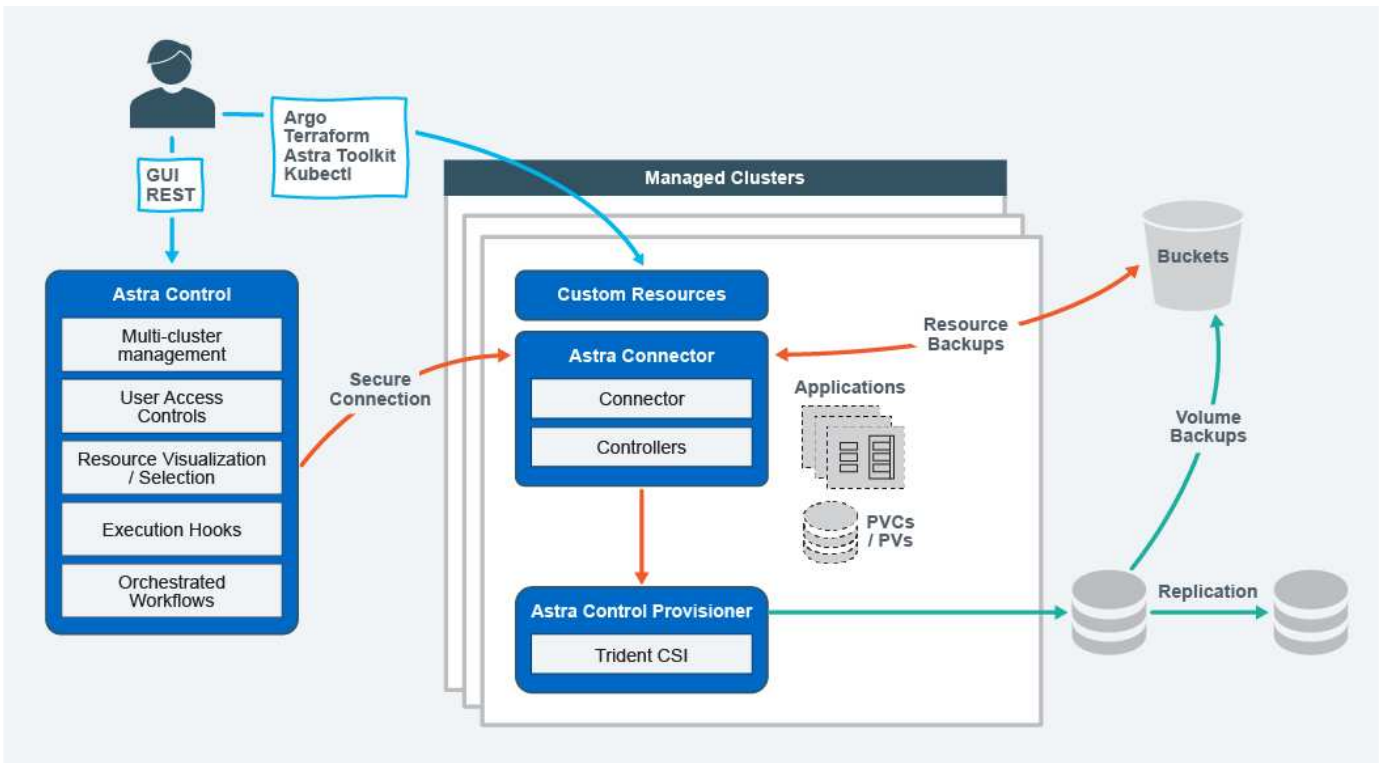 Argo
Terraform
Astra Toolkit
Kubectl
GUI
REST
Managed Clusters
Astra Control
Multi-cluster
management
User Access
Controls
Resource Visualization
/ Selection
Execution Hooks
Orchestrated
Workflows
Secure
Connection
Custom Resources
Astra Connector
Connector
Controllers
Astra Control Provisioner
Trident CSI
Applications
PVCs
/ PVs
Resource
Backups
Buckets
Volume
Backups
Replication